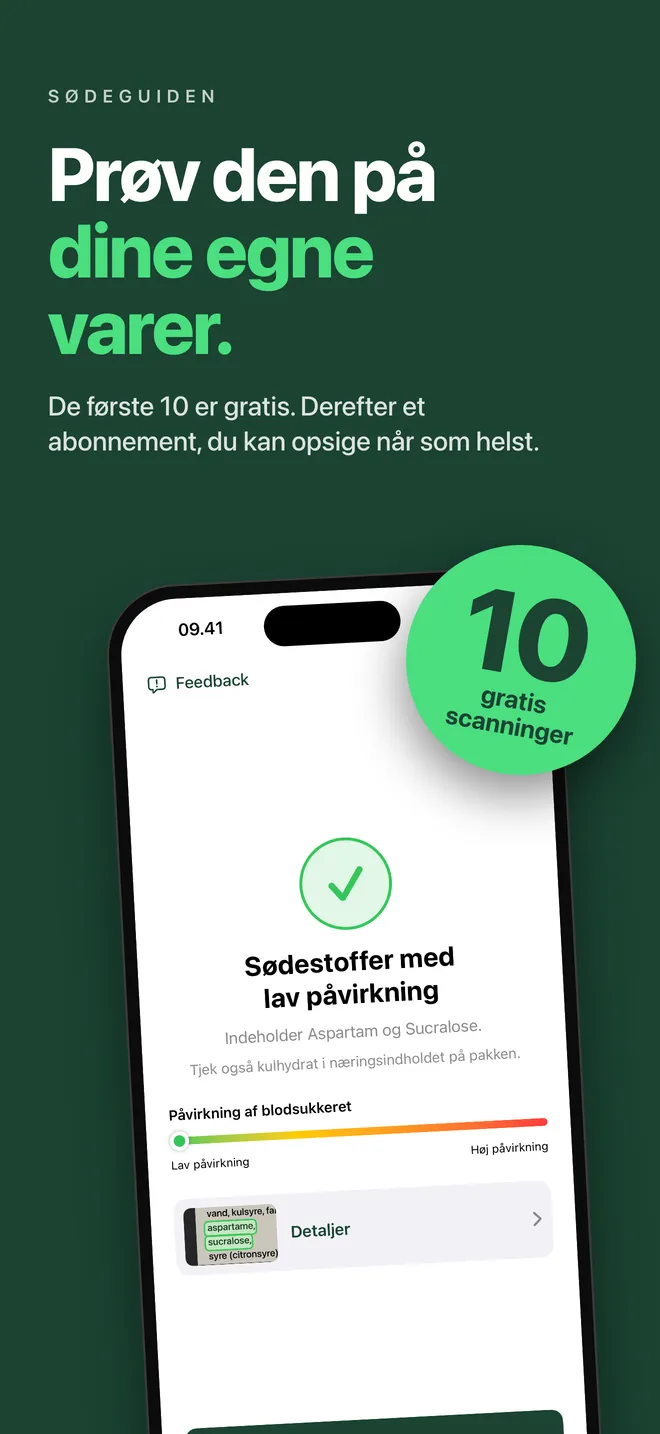 SØDEGUIDEN
Prøv den på
dine egne
varer.
De første 10 er gratis. Derefter et
abonnement, du kan opsige når som helst.
10
gratis
scanninger
09.41
Feedback
Sødestoffer med
lav påvirkning
Indeholder Aspartam og Sucralose.
Tjek også kulhydrat i næringsindholdet på pakken.
Påvirkning af blodsukkeret
Lav påvirkning
Høj påvirkning
vand, kulsyre, fa
aspartame,
sucralose,
syre (citronsyre)
Detaljer